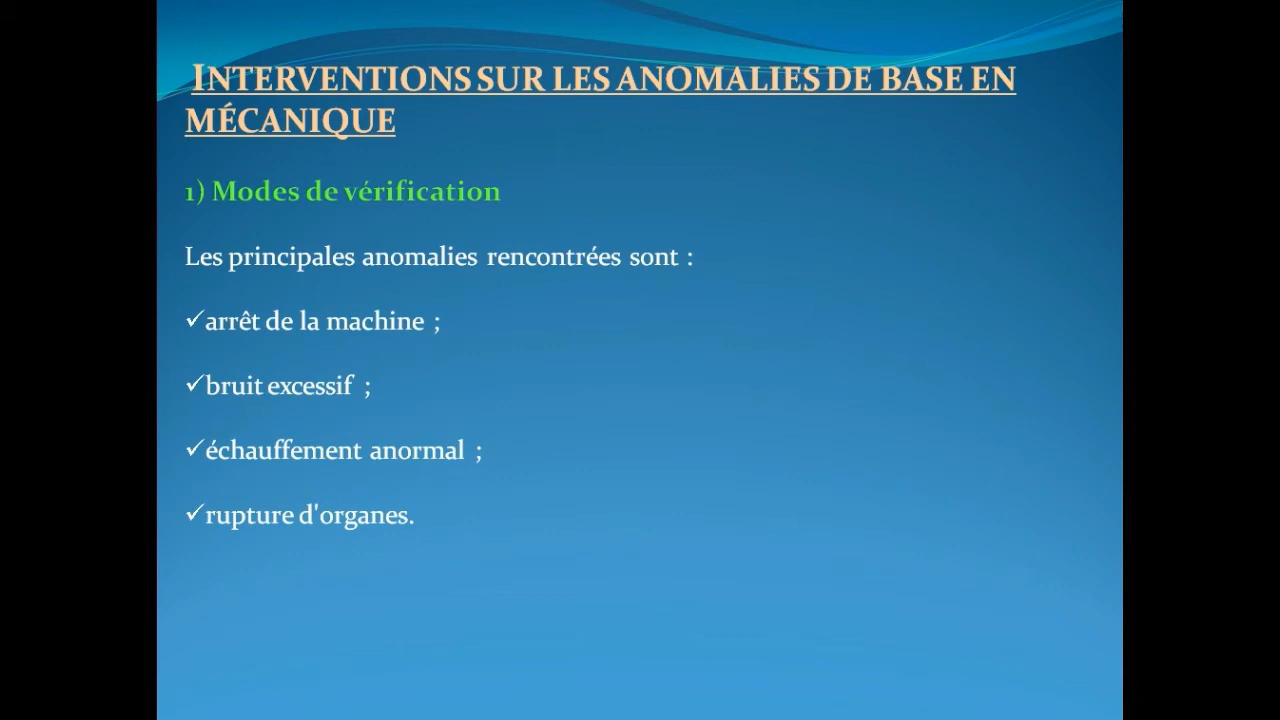 INTERVENTIONS SUR LES ANOMALIES DE BASE EN
MÉCANIQUE
1) Modes de vérification
Les principales anomalies rencontrées sont :
✓arrêt de la machine ;
✓bruit excessif ;
✓échauffement anormal ;
✓rupture d'organes.